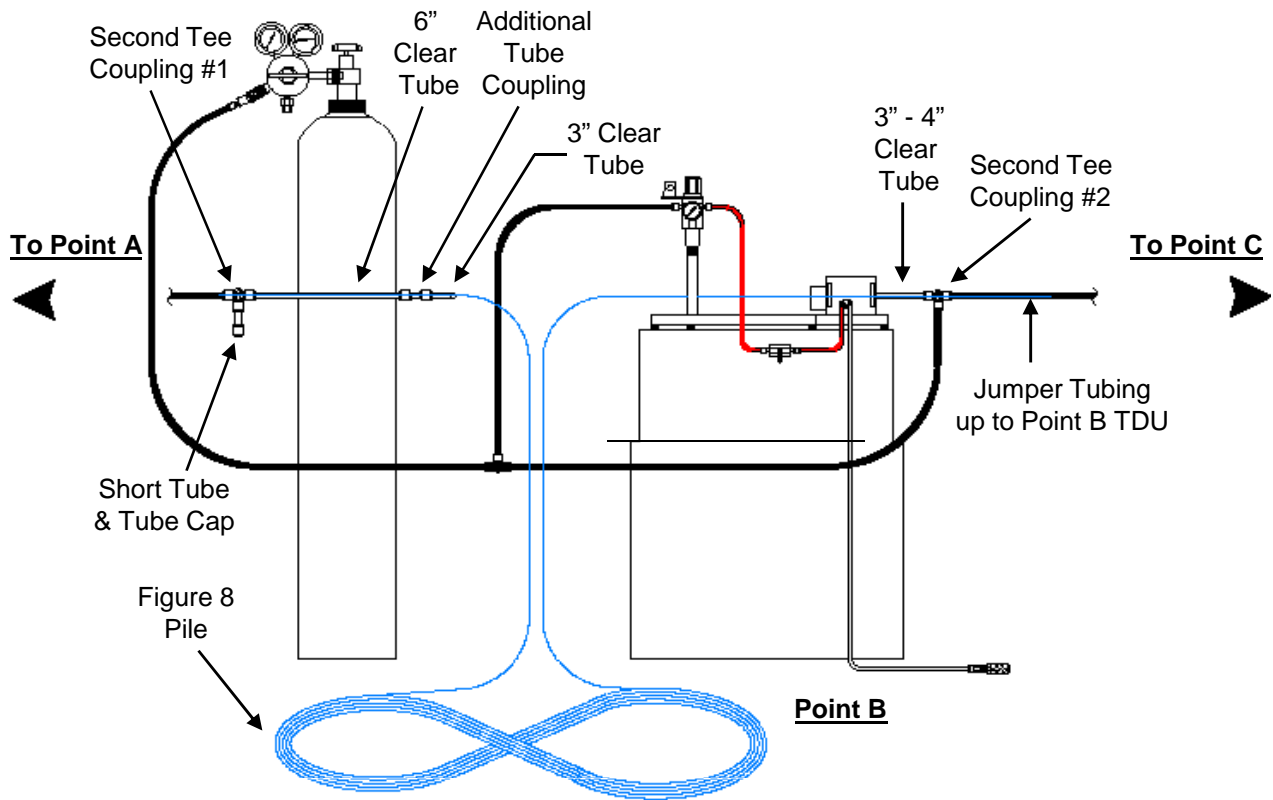 Second Tee
Coupling #1
6”
Clear
Tube
Additional
Tube
Coupling
3” Clear
Tube
3” - 4”
Clear
Tube
Second Tee
Coupling #2
To Point A
To Point C
Jumper Tubing
up to Point B TDU
Short Tube
& Tube Cap
Figure 8
Pile
Point B